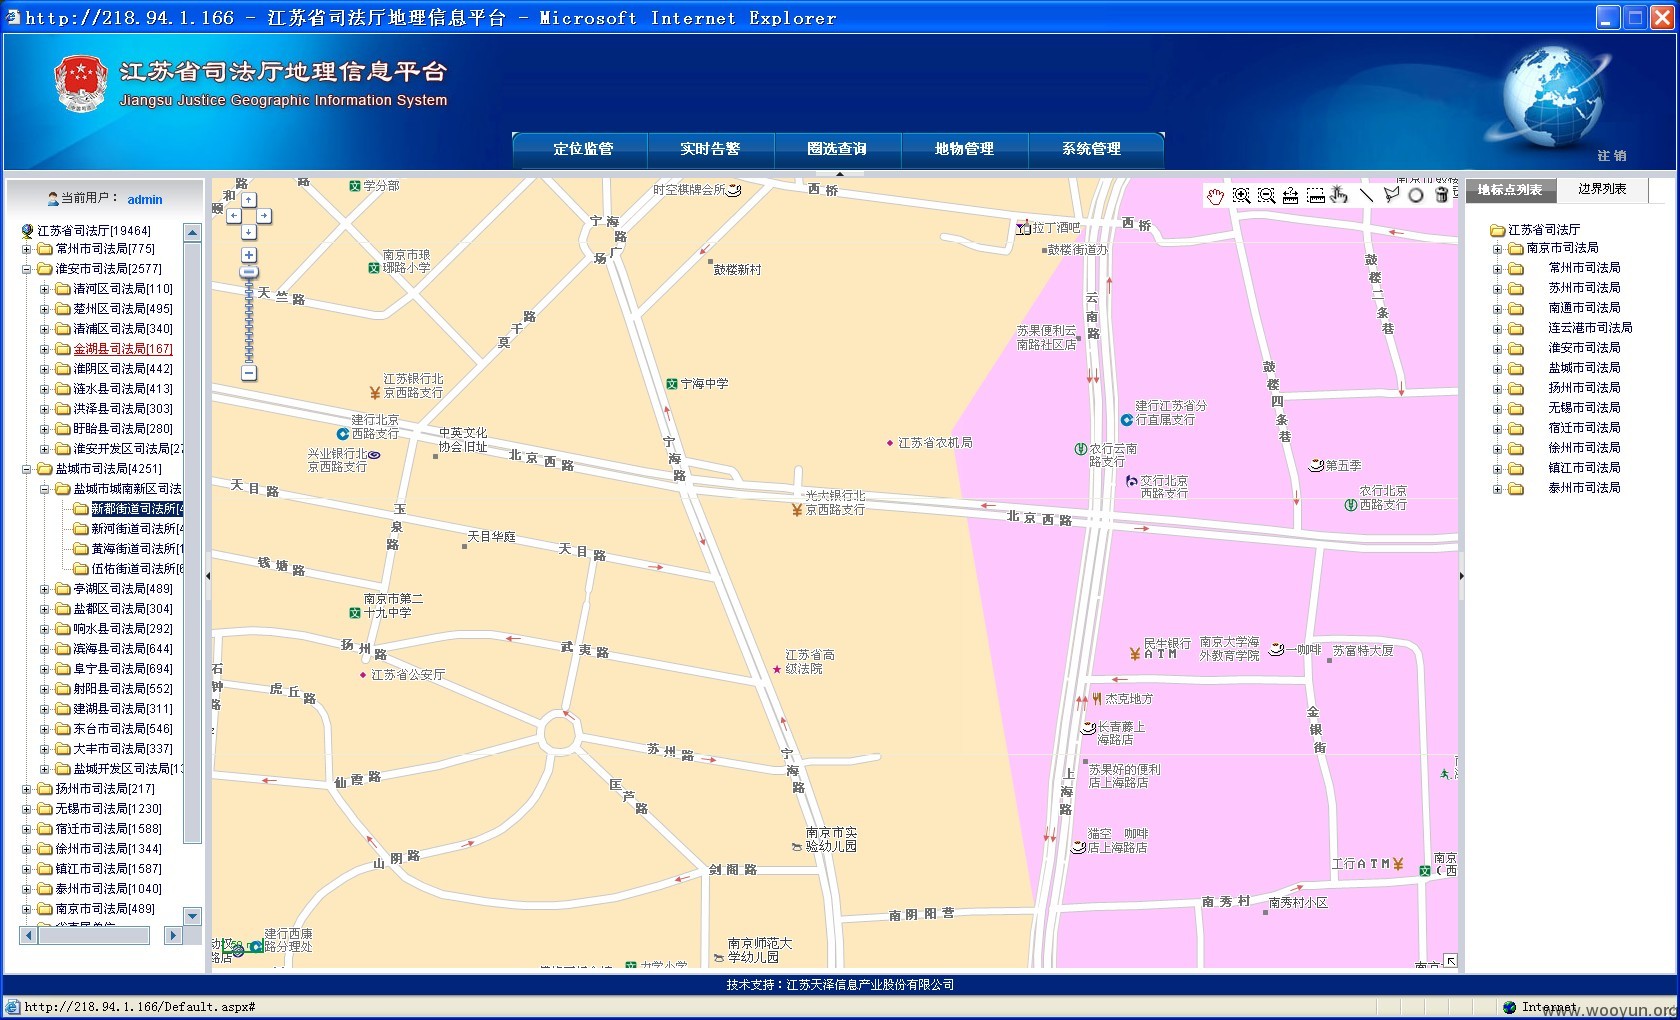 http://218.94.1.166 - 江苏省司法厅地理信息平台 - Microsoft Internet Explorer
江苏省司法厅地理信息平台
Jiangsu Justice Geographic Information System
定位监管
实时告警
圈选查询
地物管理
系统管理
注销
当前用户：
admin
江苏省司法厅[19464]
常州市司法局[775]
淮安市司法局[2577]
清河区司法局[110]
楚州区司法局[495]
清浦区司法局[340]
金湖县司法局[167]
淮阴区司法局[442]
涟水县司法局[413]
洪泽县司法局[303]
盱眙县司法局[280]
淮安开发区司法局[27
盐城市司法局[4251]
盐城市城南新区司法
新都街道司法所[4
新河街道司法所[4
黄海街道司法所[1
伍佑街道司法所[6
亭湖区司法局[489]
盐都区司法局[304]
响水县司法局[292]
滨海县司法局[644]
阜宁县司法局[694]
射阳县司法局[552]
建湖县司法局[311]
东台市司法局[546]
大丰市司法局[337]
盐城开发区司法局[13
扬州市司法局[217]
无锡市司法局[1230]
宿迁市司法局[1588]
徐州市司法局[1344]
镇江市司法局[1587]
泰州市司法局[1040]
南京市司法局[489]
学分部
时空棋牌会所
西桥
宁海路
广场
拉丁酒吧
西桥
鼓楼街道办
南京市琅
琊路小学
鼓楼新村
天竺路
莫干路
云南路
鼓楼二条巷
苏果便利云
南路社区店
江苏银行北
京西路支行
宁海中学
鼓楼四条巷
建行北京
西路支行
中英文化
协会旧址
建行江苏省分
行直属支行
兴业银行北
京西路支行
北京西路
宁海路
江苏省农机局
农行云南
路支行
第五季
天目路
玉泉路
光大银行北
京西路支行
交行北京
西路支行
农行北京
西路支行
北京西路
天目华庭
天目路
钱塘路
南京市第二
十九中学
扬州路
武夷路
江苏省高
级法院
民生银行
ATM
南京大学海
外教育学院
一咖啡
苏富特大厦
石钟路
江苏省公安厅
虎丘路
杰克地方
金银街
长青藤上
海路店
苏州路
宁海路
仙霞路
匡芦路
上海路
苏果好的便利
店上海路店
山阴路
南京市实
验幼儿园
猫空 咖啡
店上海路店
剑阁路
工行ATM
南京
南阴阳营
南秀村
南秀村小区
建行西康
路分理处
南京师范大
学幼儿园
力学小学
地标点列表
边界列表
江苏省司法厅
南京市司法局
常州市司法局
苏州市司法局
南通市司法局
连云港市司法局
淮安市司法局
盐城市司法局
扬州市司法局
无锡市司法局
宿迁市司法局
徐州市司法局
镇江市司法局
泰州市司法局
技术支持：江苏天泽信息产业股份有限公司
http://218.94.1.166/Default.aspx#
Internet
www.wooyun.org